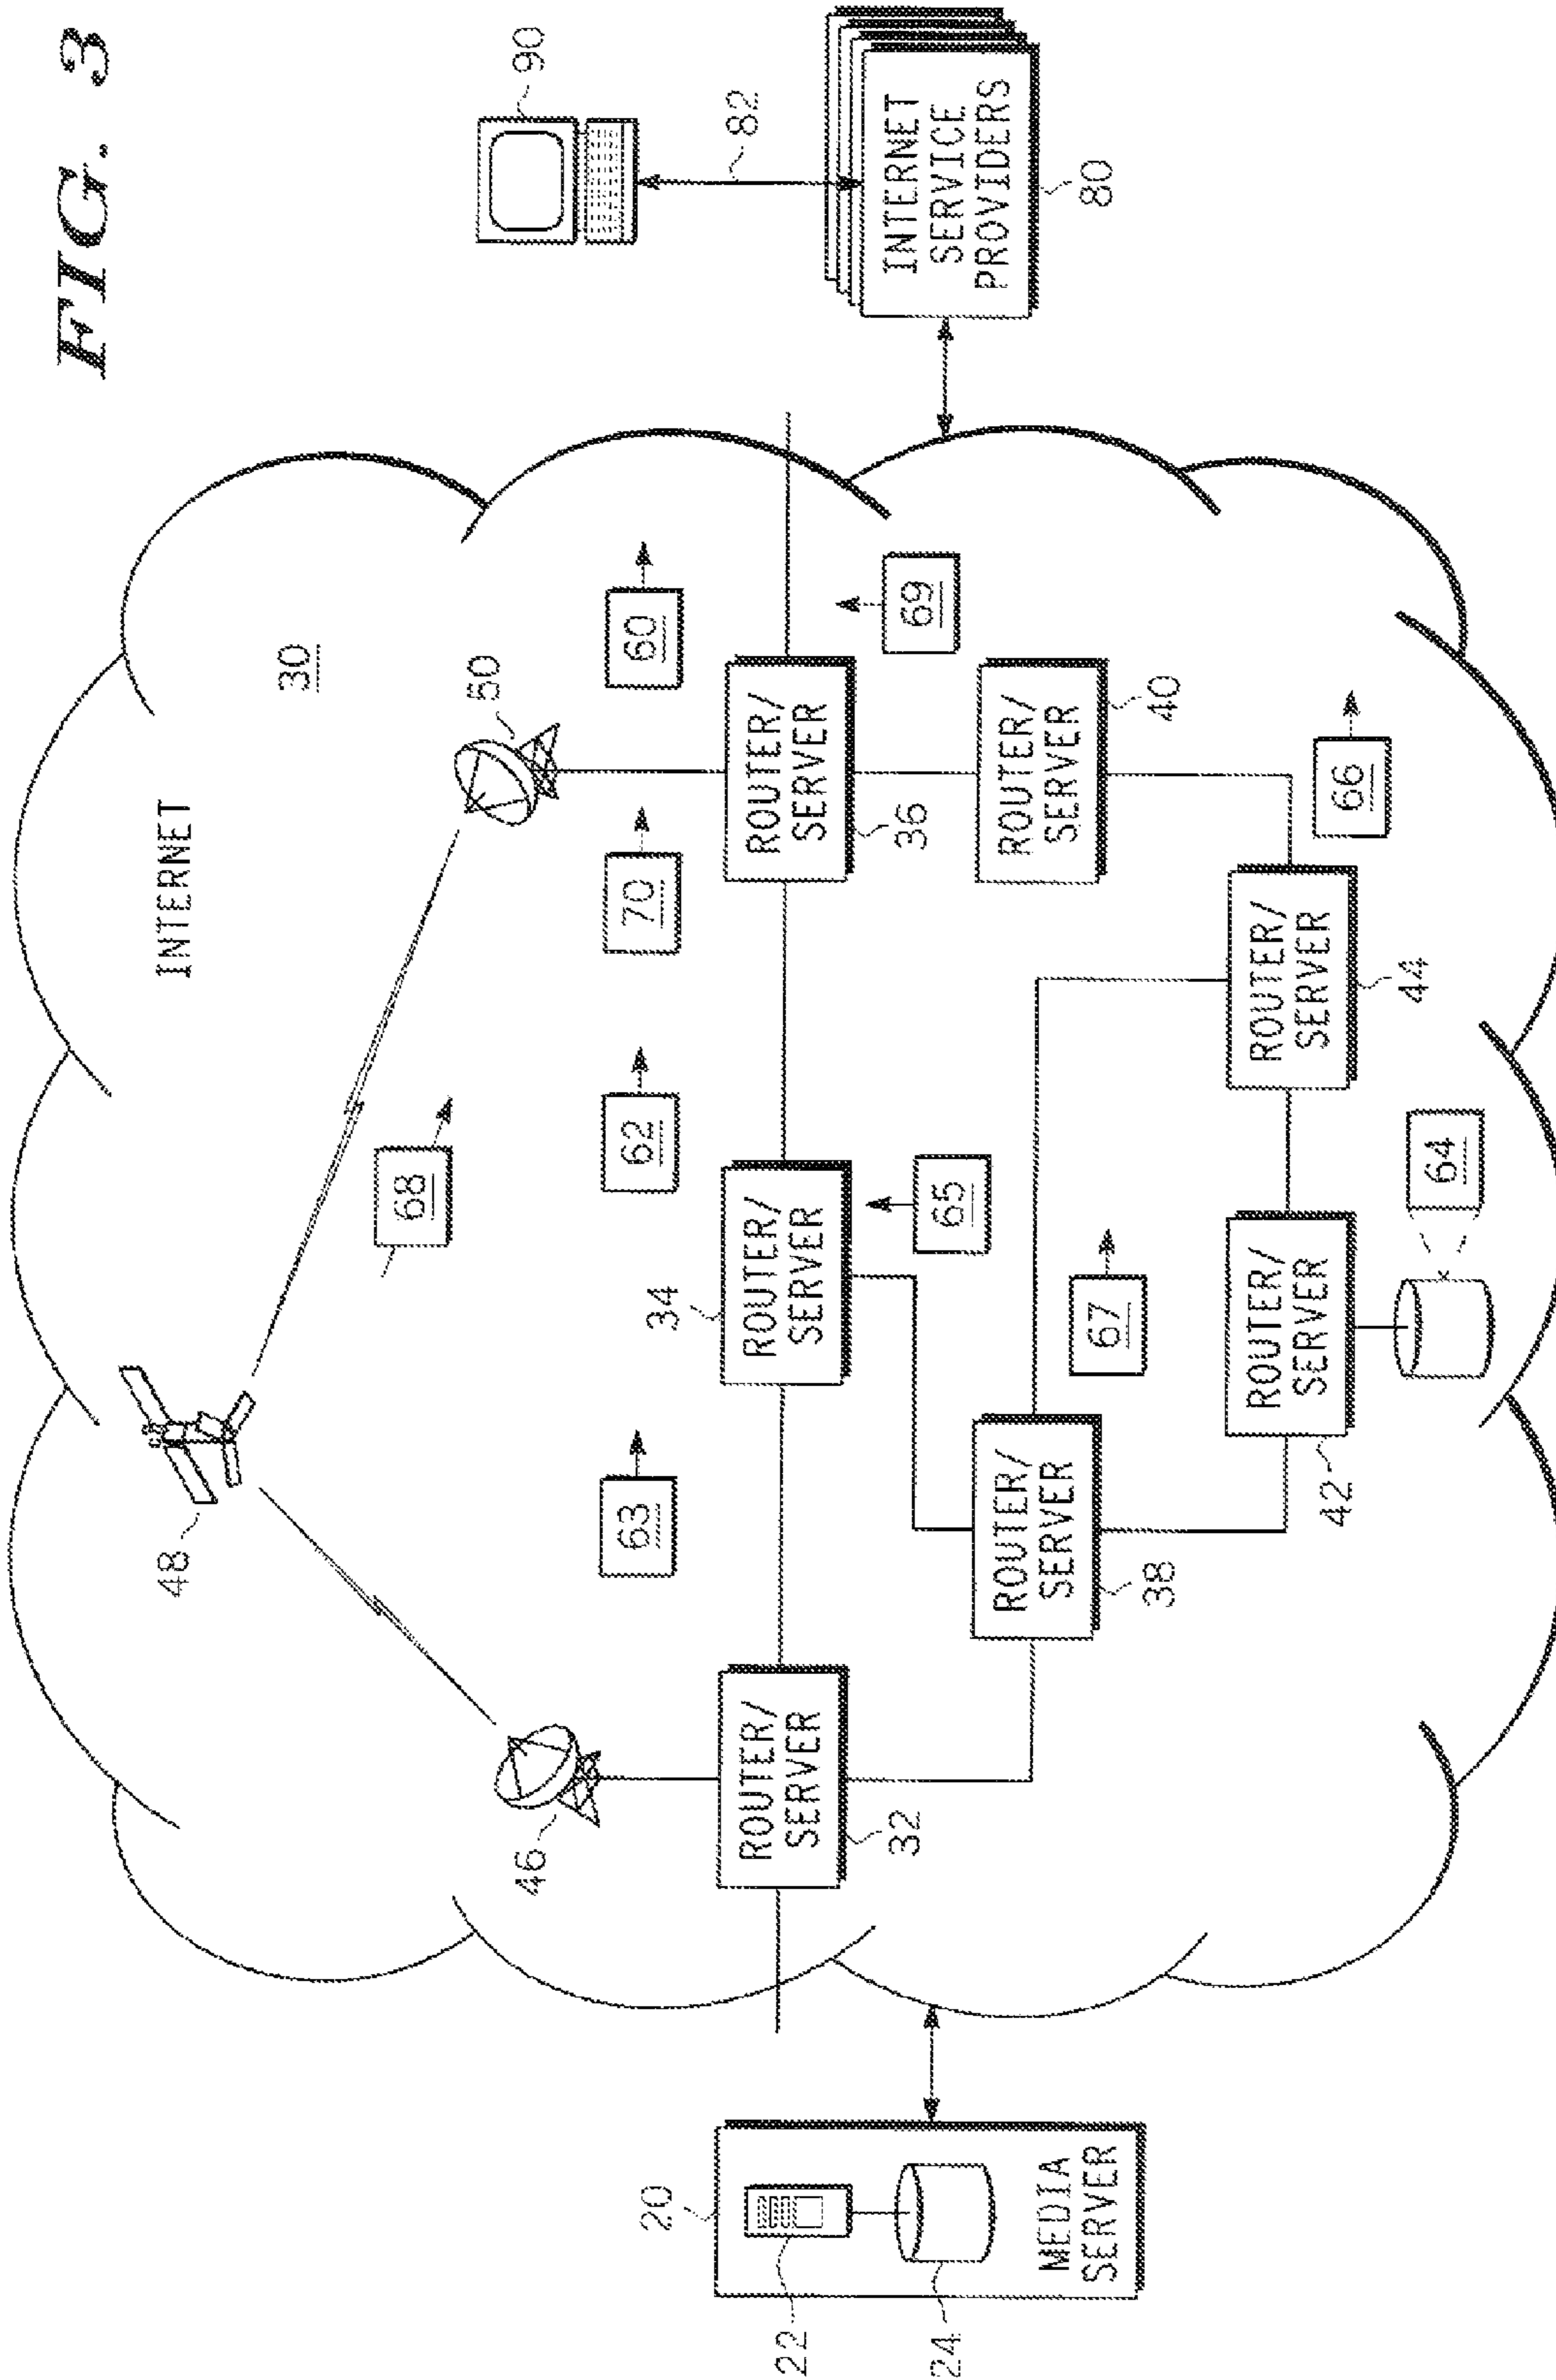 FIG. 3
INTERNET
30
48
50
46
68
60
70
62
63
34
ROUTER/
SERVER
32
ROUTER/
SERVER
ROUTER/
SERVER
36
65
69
ROUTER/
SERVER
38
ROUTER/
SERVER
40
67
66
ROUTER/
SERVER
42
ROUTER/
SERVER
44
64
20
22
24
MEDIA
SERVER
90
82
INTERNET
SERVICE
PROVIDERS
80